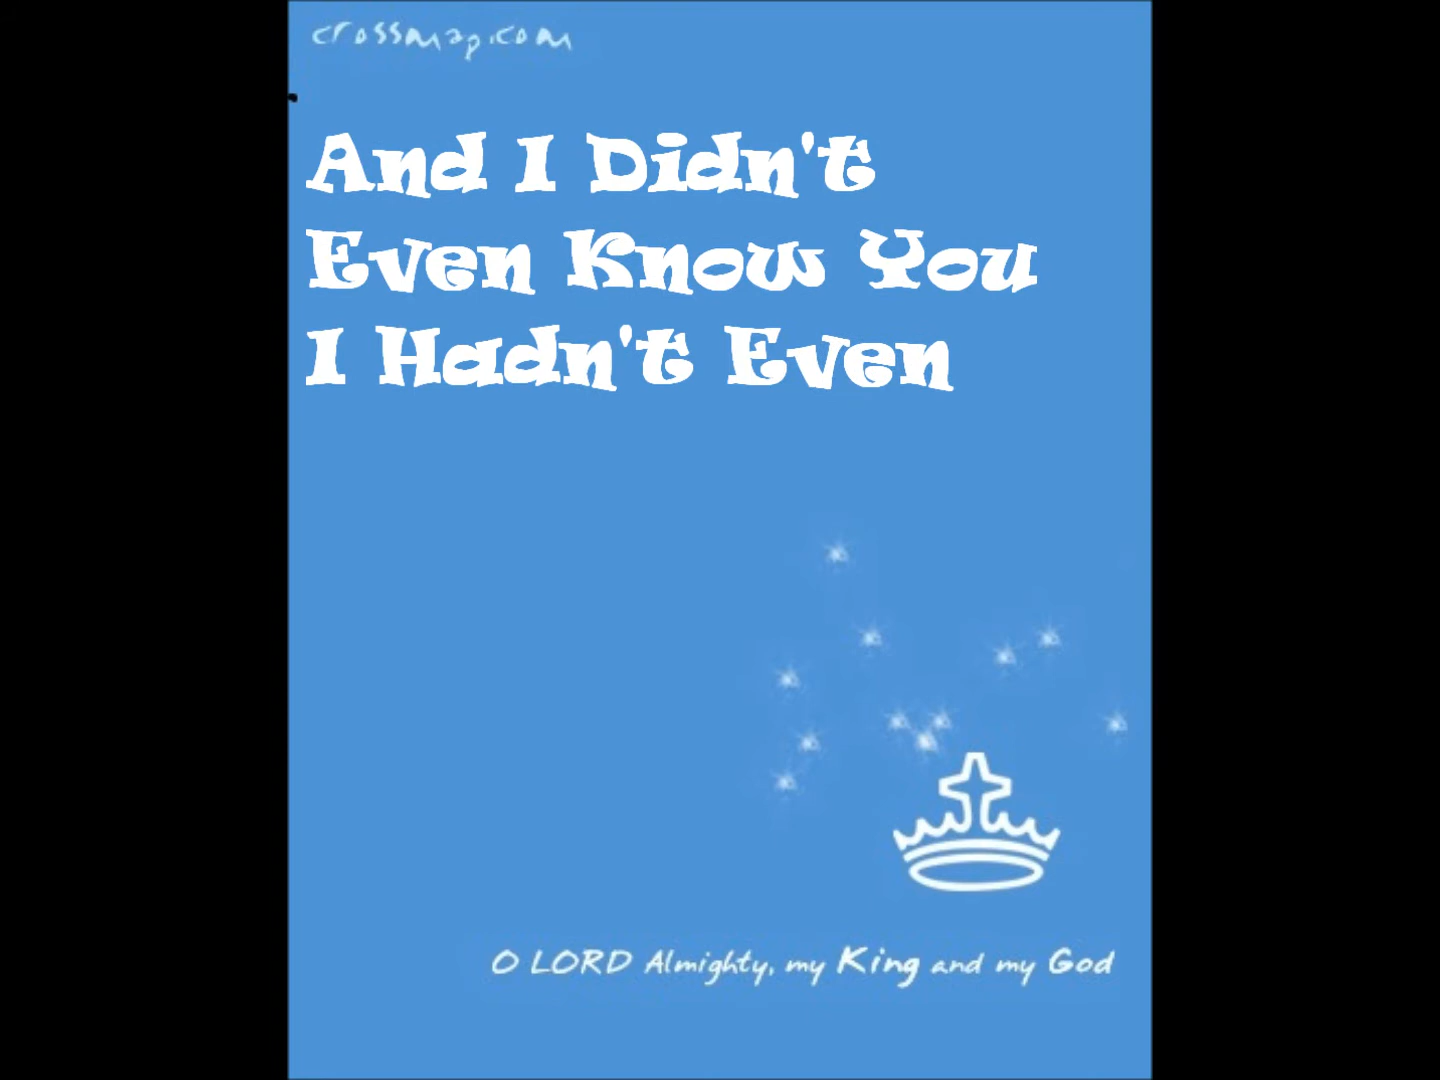 crossmap.com
And I Didn't
Even Know You
I Hadn't Even
O LORD Almighty, my King and my God